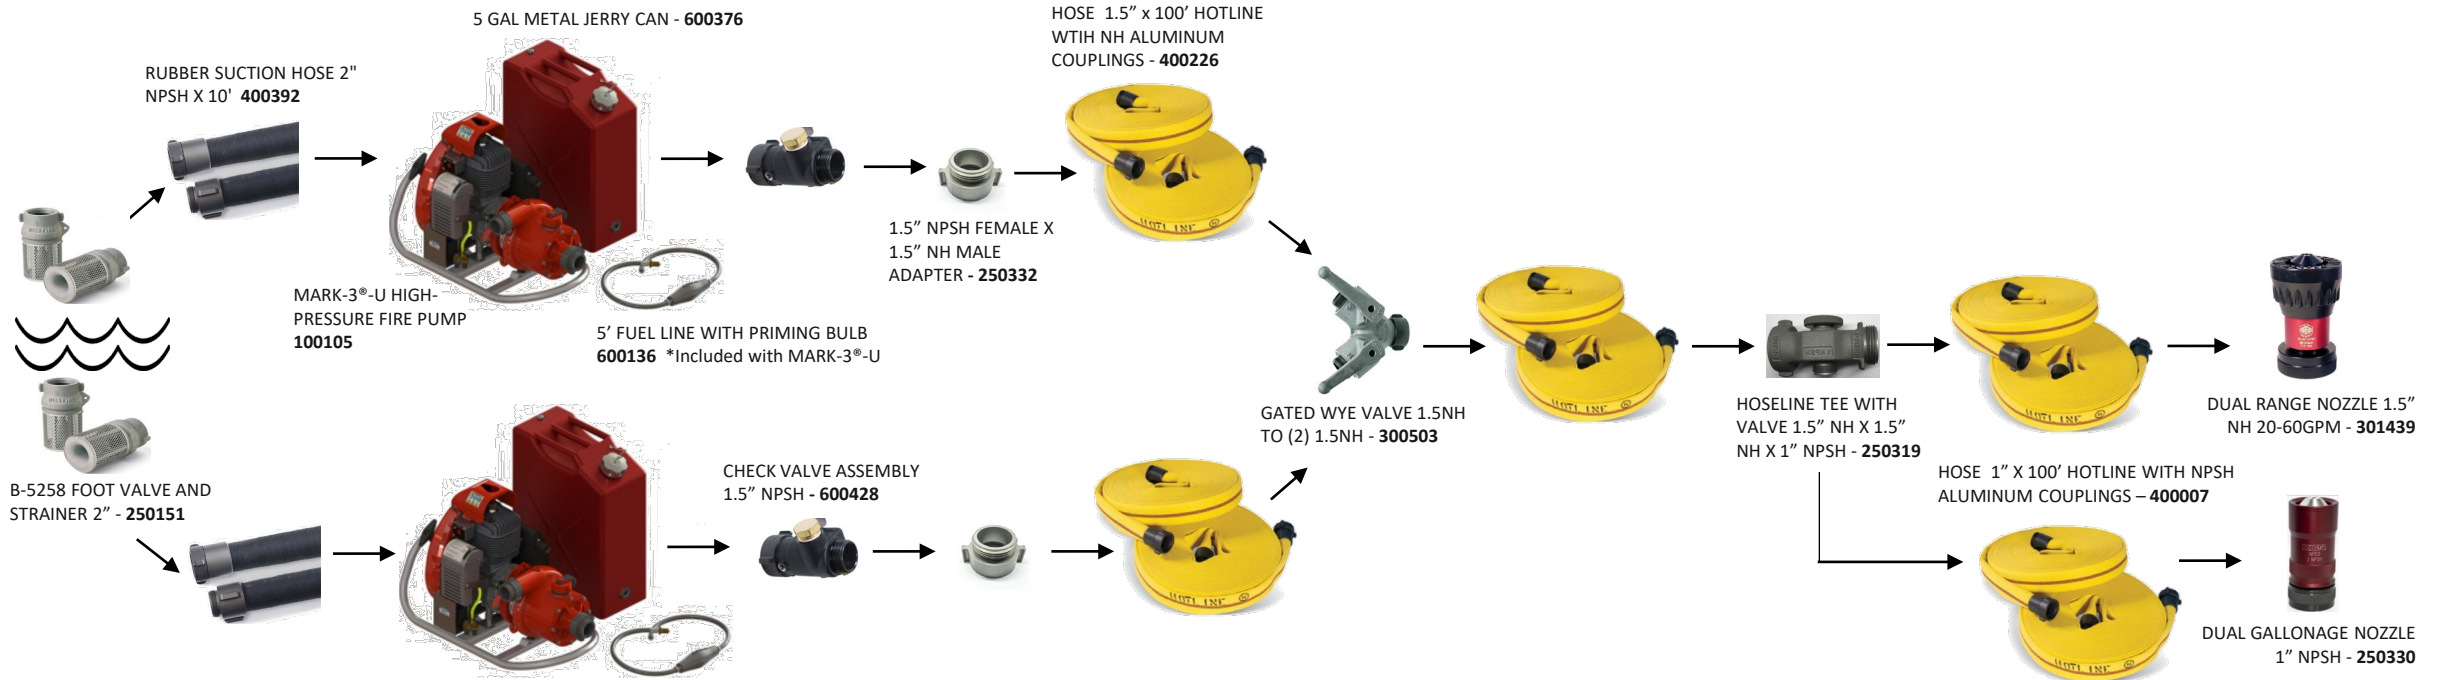 5 GAL METAL JERRY CAN - 600376
HOSE 1.5” x 100’ HOTLINE
WTIH NH ALUMINUM
COUPLINGS - 400226
RUBBER SUCTION HOSE 2"
NPSH X 10' 400392
1.5” NPSH FEMALE X
1.5” NH MALE
ADAPTER - 250332
MARK-3®-U HIGH-
PRESSURE FIRE PUMP
100105
5’ FUEL LINE WITH PRIMING BULB
600136 *Included with MARK-3®-U
HOTLINE
HOTLINE
HOTLINE
GATED WYE VALVE 1.5NH
TO (2) 1.5NH - 300503
HOSELINE TEE WITH
VALVE 1.5” NH X 1.5”
NH X 1” NPSH - 250319
DUAL RANGE NOZZLE 1.5”
NH 20-60GPM - 301439
B-5258 FOOT VALVE AND
STRAINER 2” - 250151
CHECK VALVE ASSEMBLY
1.5” NPSH - 600428
HOTLINE
HOSE 1” X 100’ HOTLINE WITH NPSH
ALUMINUM COUPLINGS – 400007
HOTLINE
DUAL GALLONAGE NOZZLE
1” NPSH - 250330